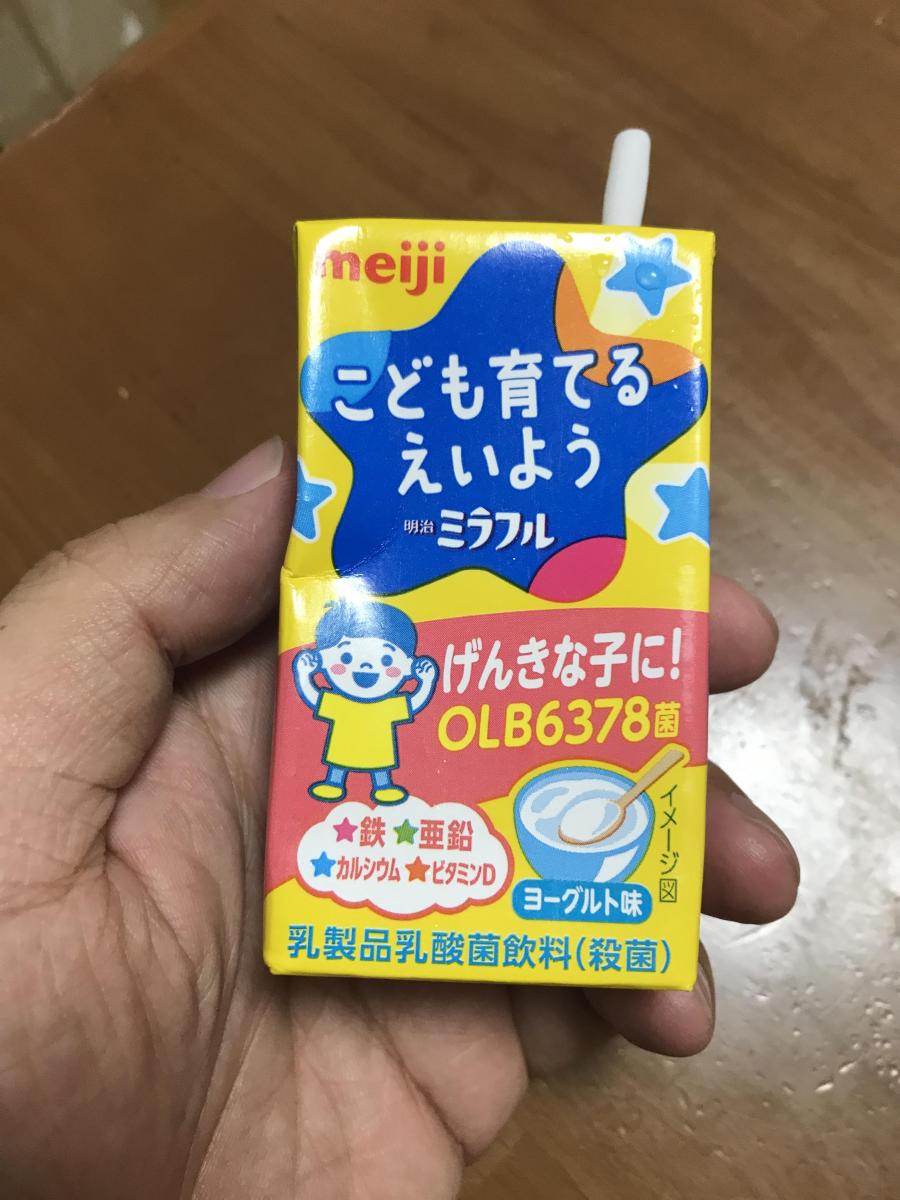 meiji
こども育てる
えいよう
明治 ミラフル
げんきな子に!
OLB6378菌
鉄 亜鉛
カルシウム ビタミンD
イメージ図
ヨーグルト味
乳製品乳酸菌飲料(殺菌)